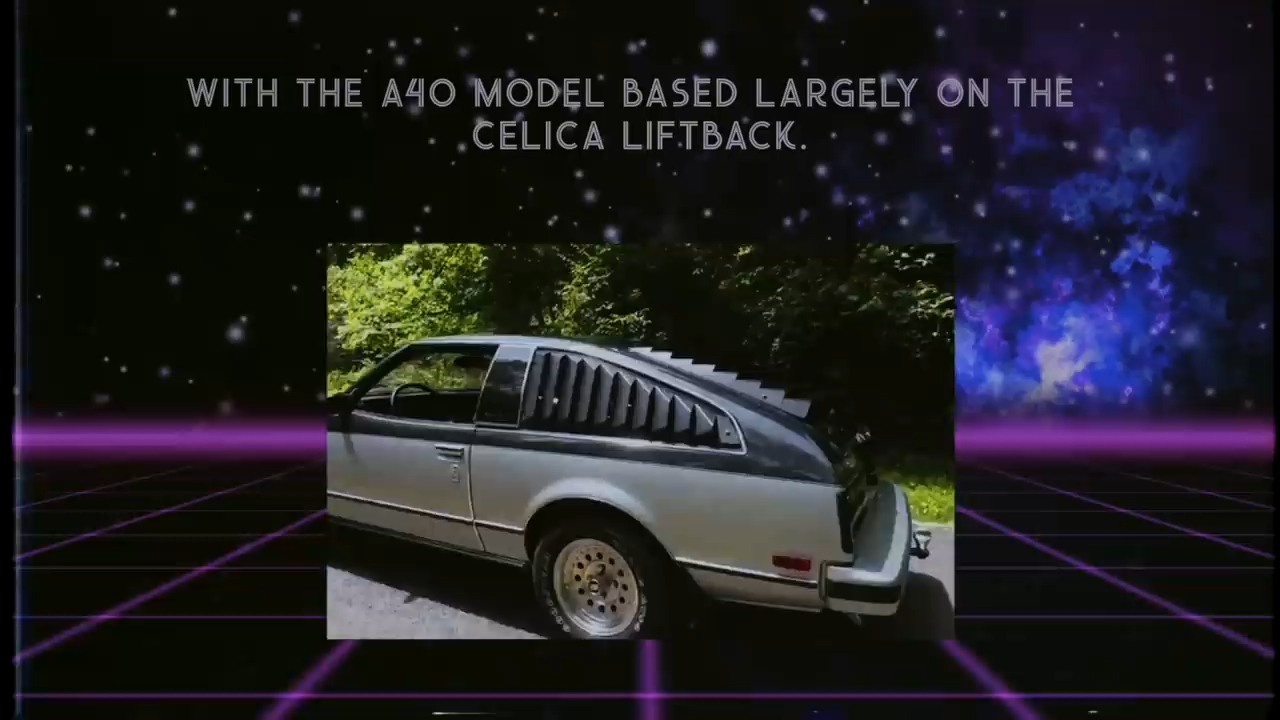 WITH THE A40 MODEL BASED LARGELY ON THE
CELICA LIFTBACK.